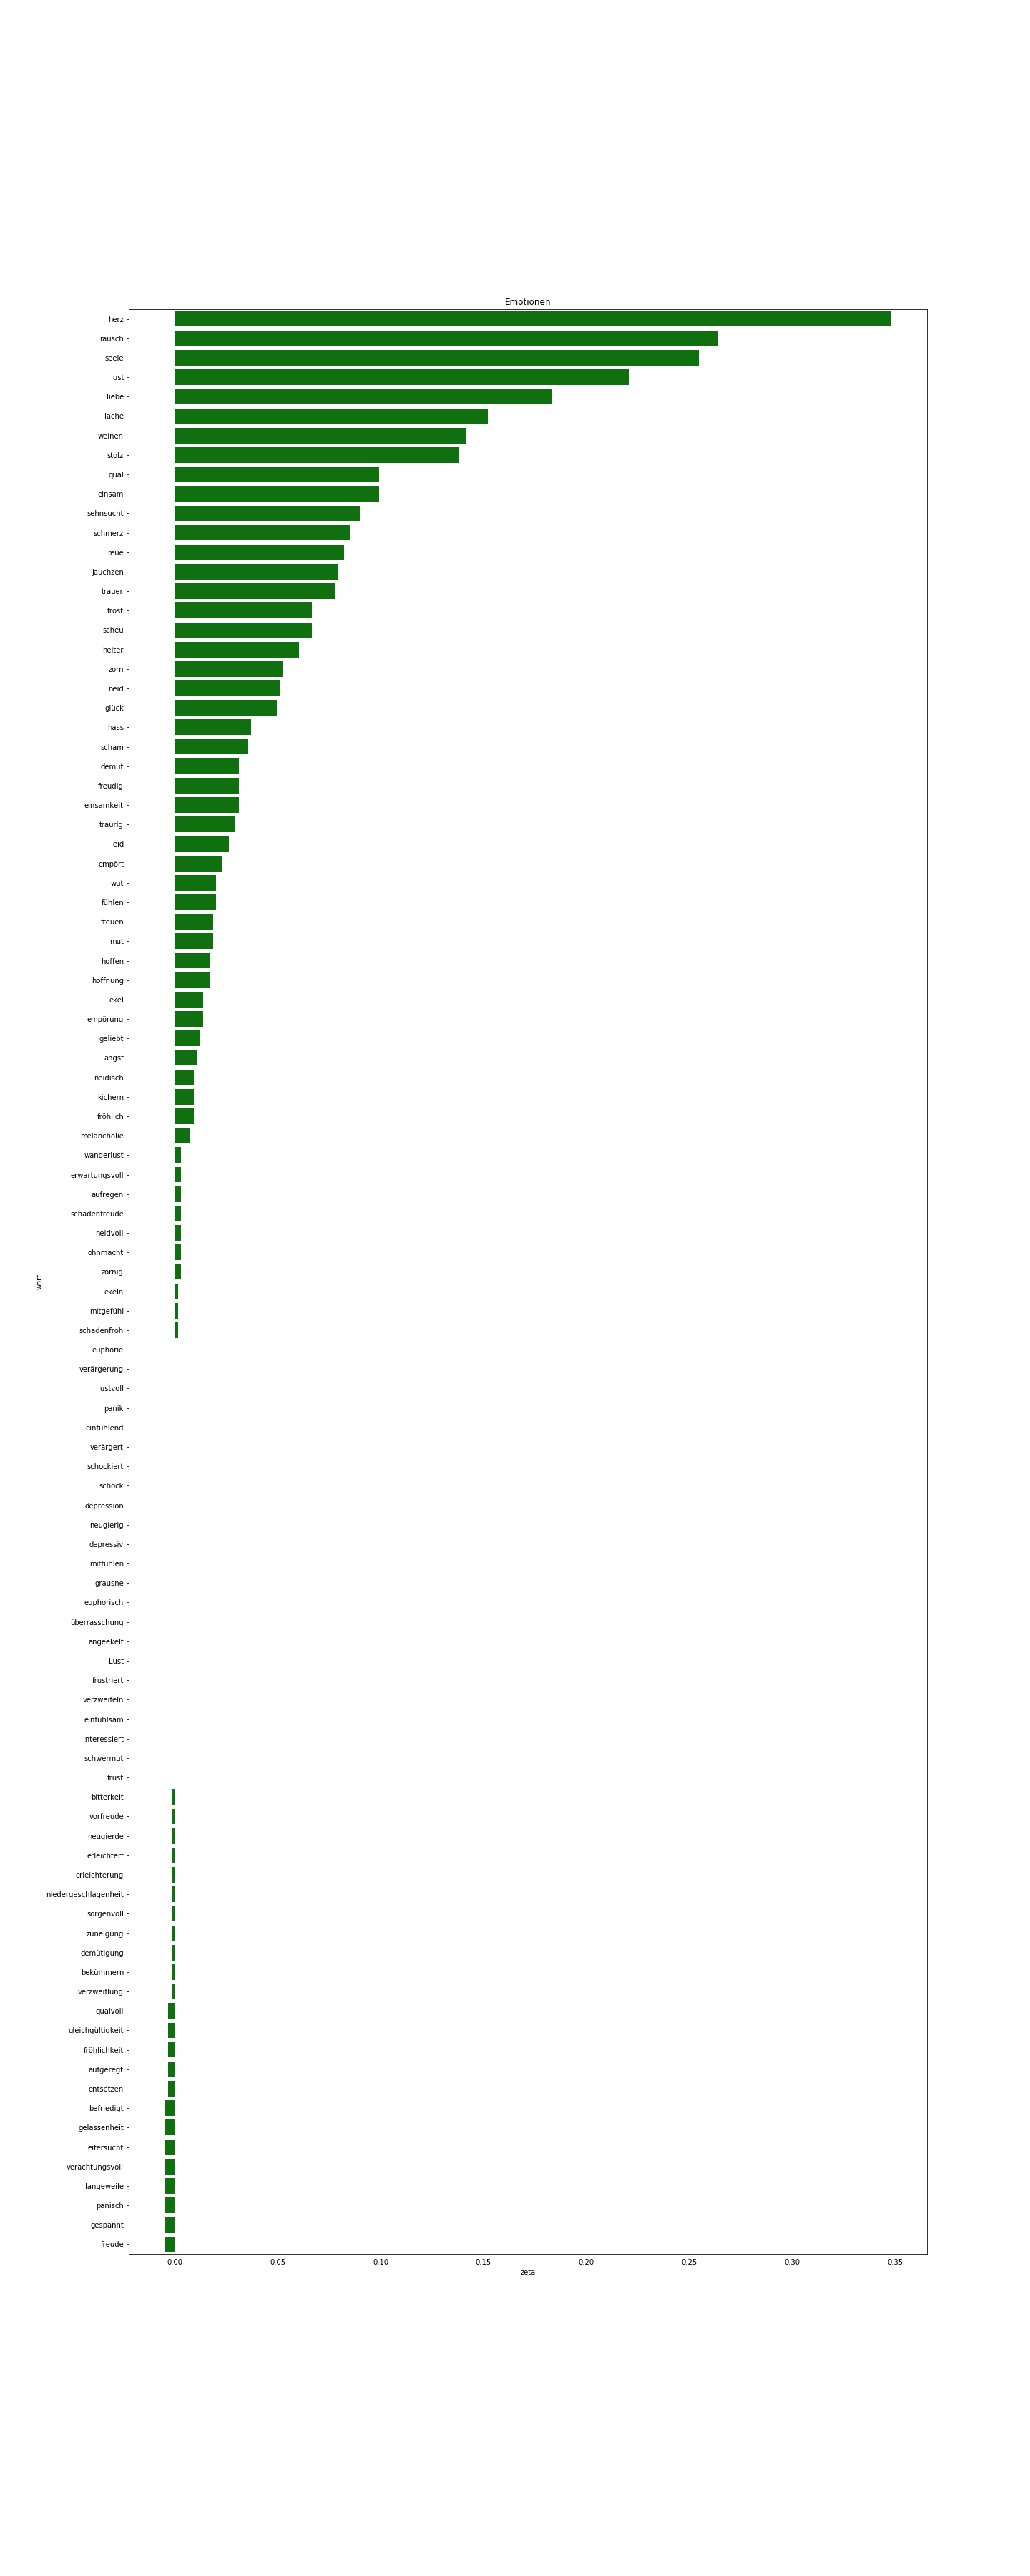 Emotionen
herz
rausch
seele
lust
liebe
lache
weinen
stolz
qual
einsam
sehnsucht
schmerz
reue
jauchzen
trauer
trost
scheu
heiter
zorn
neid
glück
hass
scham
demut
freudig
einsamkeit
traurig
leid
empört
wut
fühlen
freuen
mut
hoffen
hoffnung
ekel
empörung
geliebt
angst
neidisch
kichern
fröhlich
melancholie
wanderlust
erwartungsvoll
aufregen
schadenfreude
neidvoll
ohnmacht
zornig
ekeln
mitgefühl
schadenfroh
euphorie
verärgerung
lustvoll
panik
einfühlend
verärgert
schockiert
schock
depression
neugierig
depressiv
mitfühlen
grausne
euphorisch
überrasschung
angeekelt
Lust
frustriert
verzweifeln
einfühlsam
interessiert
schwermut
frust
bitterkeit
vorfreude
neugierde
erleichtert
erleichterung
niedergeschlagenheit
sorgenvoll
zuneigung
demütigung
bekümmern
verzweiflung
qualvoll
gleichgültigkeit
fröhlichkeit
aufgeregt
entsetzen
befriedigt
gelassenheit
eifersucht
verachtungsvoll
langeweile
panisch
gespannt
freude
wort
0.00 0.05 0.10 0.15 0.20 0.25 0.30 0.35
zeta